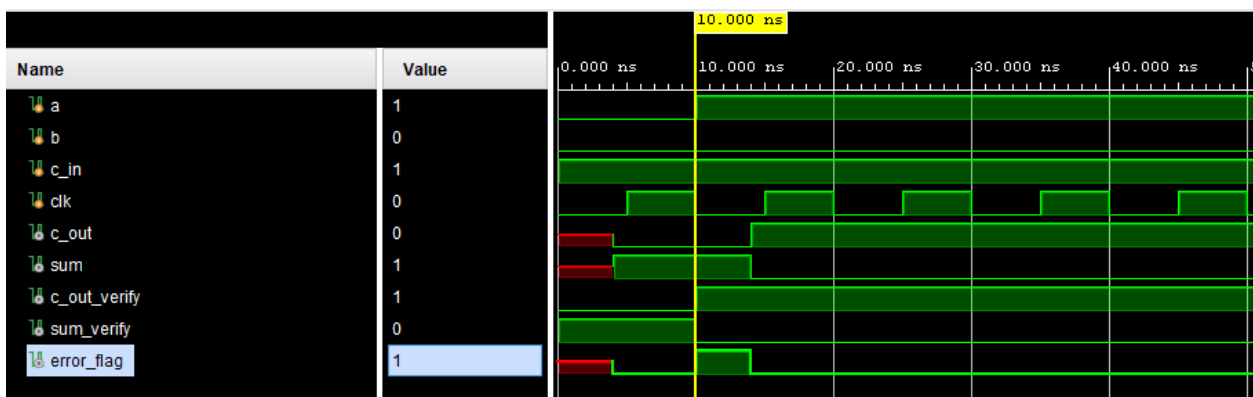 10.000 ns
Name Value 0.000 ns 10.000 ns 20.000 ns 30.000 ns 40.000 ns
a 1
b 0
c_in 1
clk 0
c_out 0
sum 1
c_out_verify 1
sum_verify 0
error_flag 1